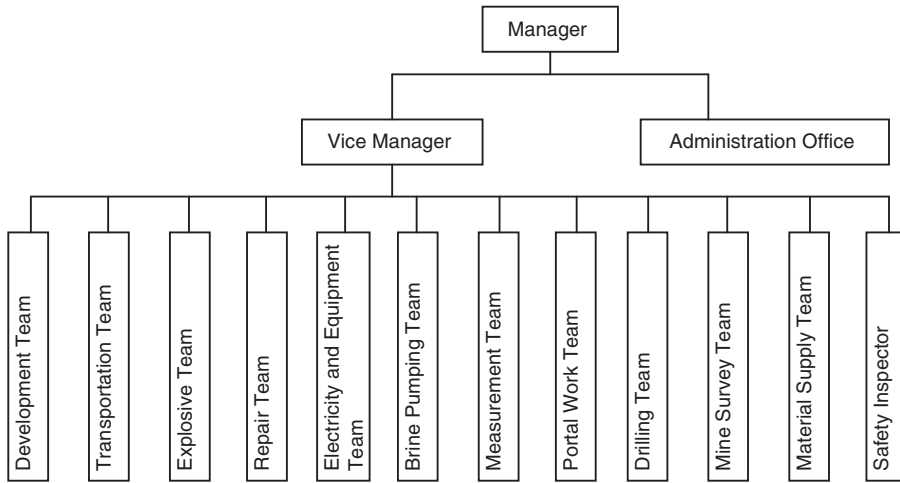 Manager
Vice Manager
Administration Office
Development Team
Transportation Team
Explosive Team
Repair Team
Electricity and Equipment
Team
Brine Pumping Team
Measurement Team
Portal Work Team
Drilling Team
Mine Survey Team
Material Supply Team
Safety Inspector